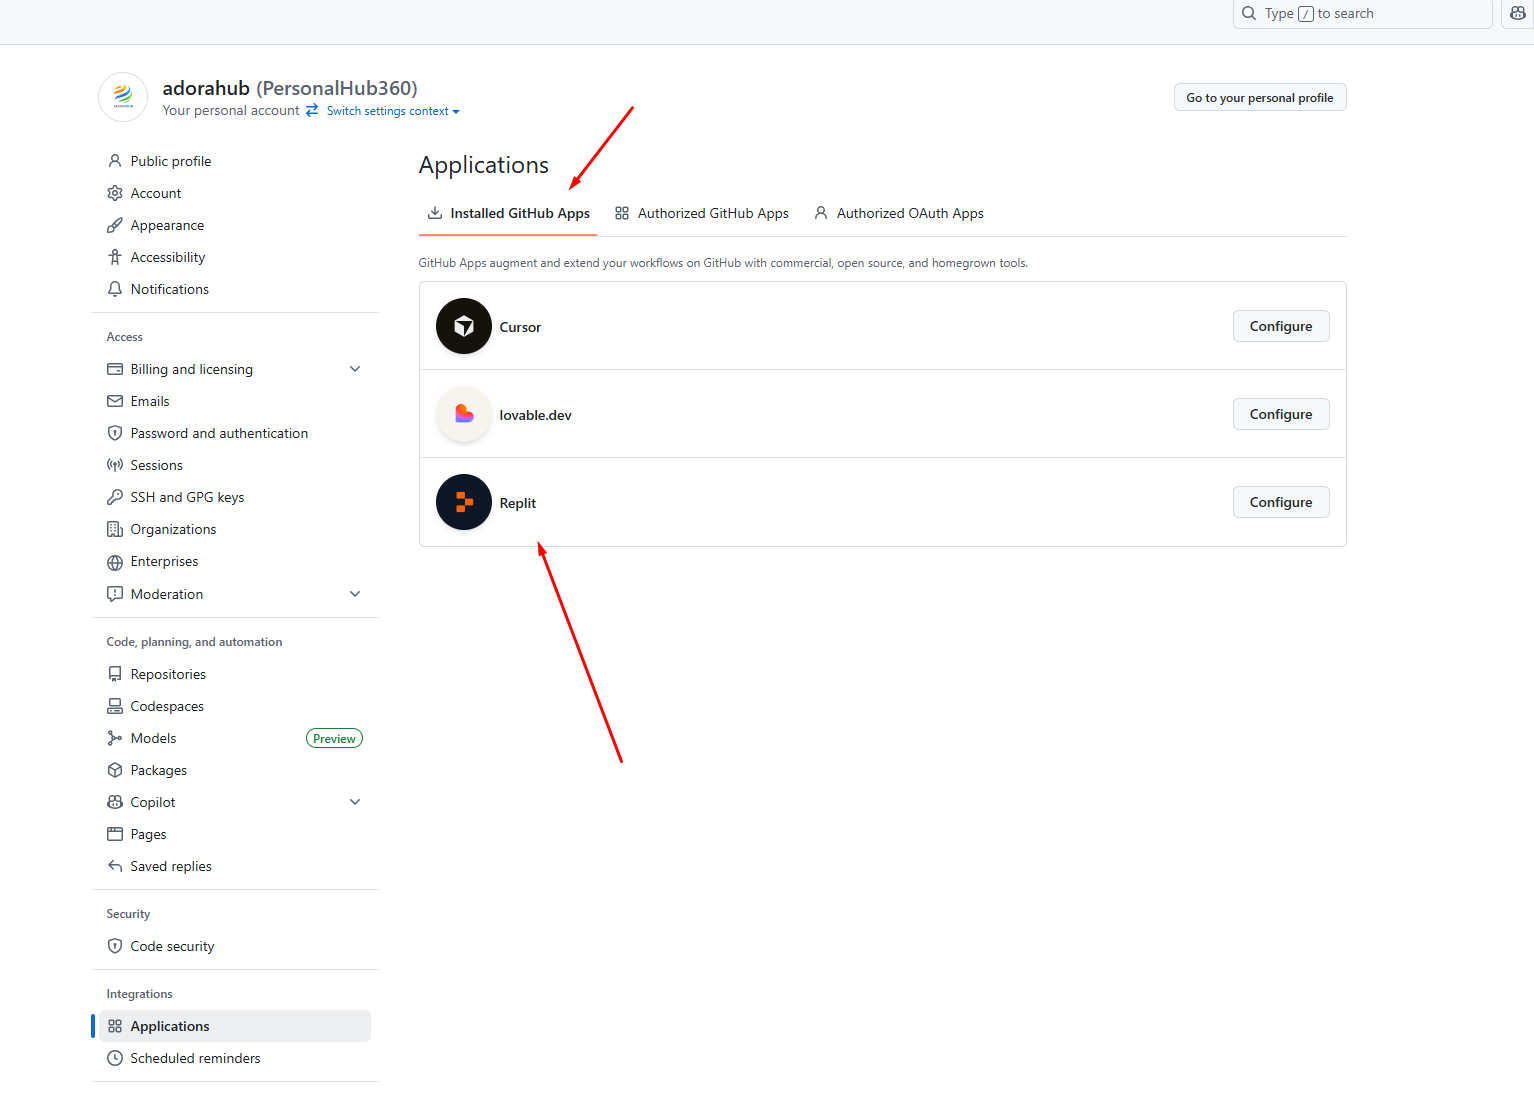 Type / to search
adorahub (PersonalHub360)
Your personal account Switch settings context
Go to your personal profile
Public profile
Account
Appearance
Accessibility
Notifications
Access
Billing and licensing
Emails
Password and authentication
Sessions
SSH and GPG keys
Organizations
Enterprises
Moderation
Code, planning, and automation
Repositories
Codespaces
Models Preview
Packages
Copilot
Pages
Saved replies
Security
Code security
Integrations
Applications
Scheduled reminders
Applications
Installed GitHub Apps Authorized GitHub Apps Authorized OAuth Apps
GitHub Apps augment and extend your workflows on GitHub with commercial, open source, and homegrown tools.
Cursor Configure
lovable.dev Configure
Replit Configure